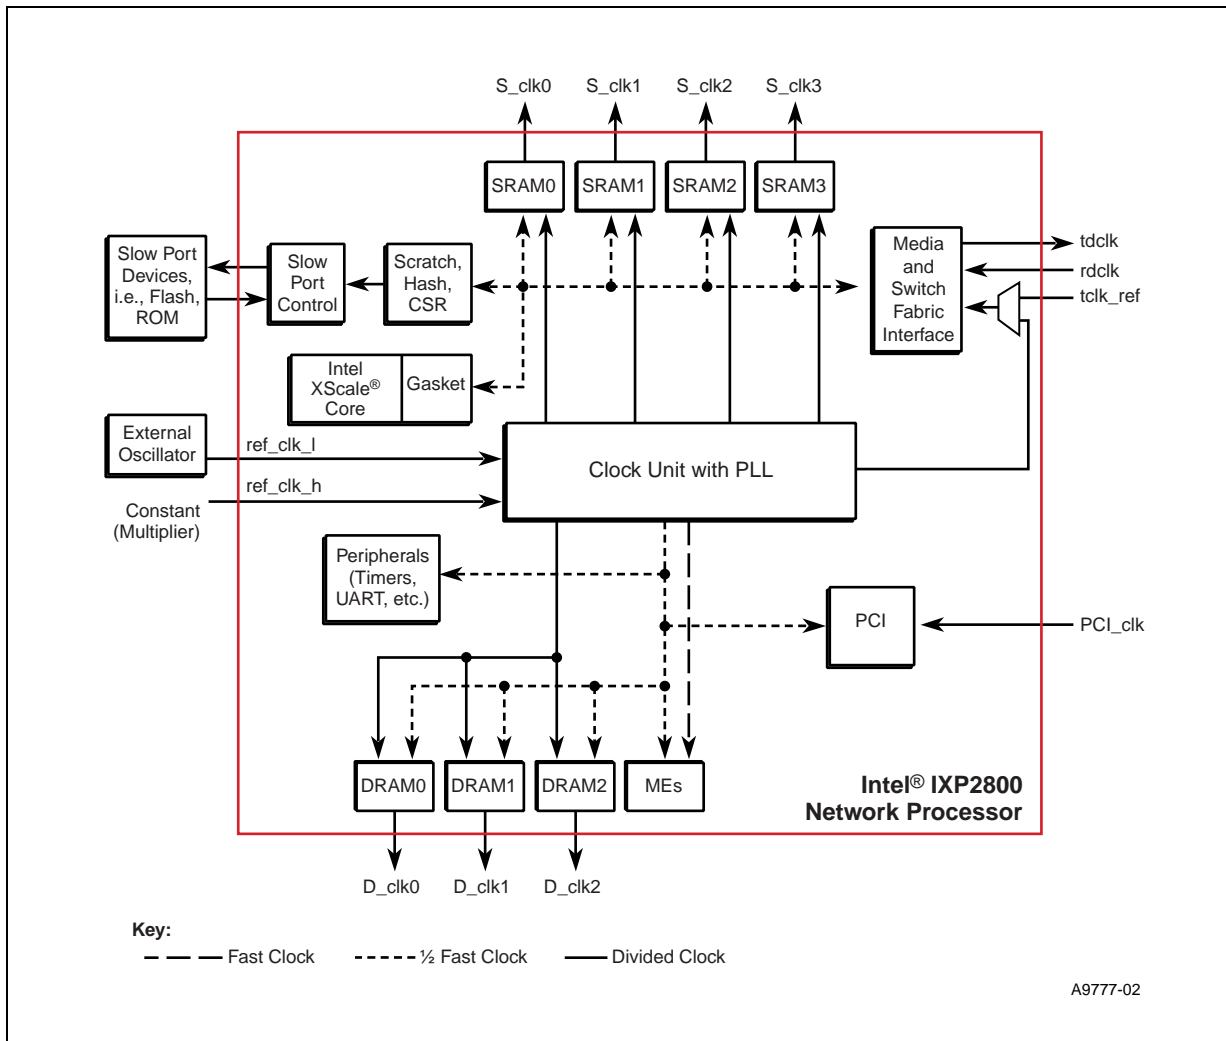 S_clk0 S_clk1 S_clk2 S_clk3
SRAM0 SRAM1 SRAM2 SRAM3
Slow Port
Devices,
i.e., Flash,
ROM
Slow
Port
Control
Scratch,
Hash,
CSR
Media
and
Switch
Fabric
Interface
tdclk
rdclk
tclk_ref
Intel
XScale®
Core
Gasket
External
Oscillator
ref_clk_l
ref_clk_h
Constant
(Multiplier)
Clock Unit with PLL
Peripherals
(Timers,
UART, etc.)
PCI
PCI_clk
DRAM0 DRAM1 DRAM2 MEs
Intel® IXP2800
Network Processor
D_clk0 D_clk1 D_clk2
Key:
Fast Clock ½ Fast Clock Divided Clock
A9777-02